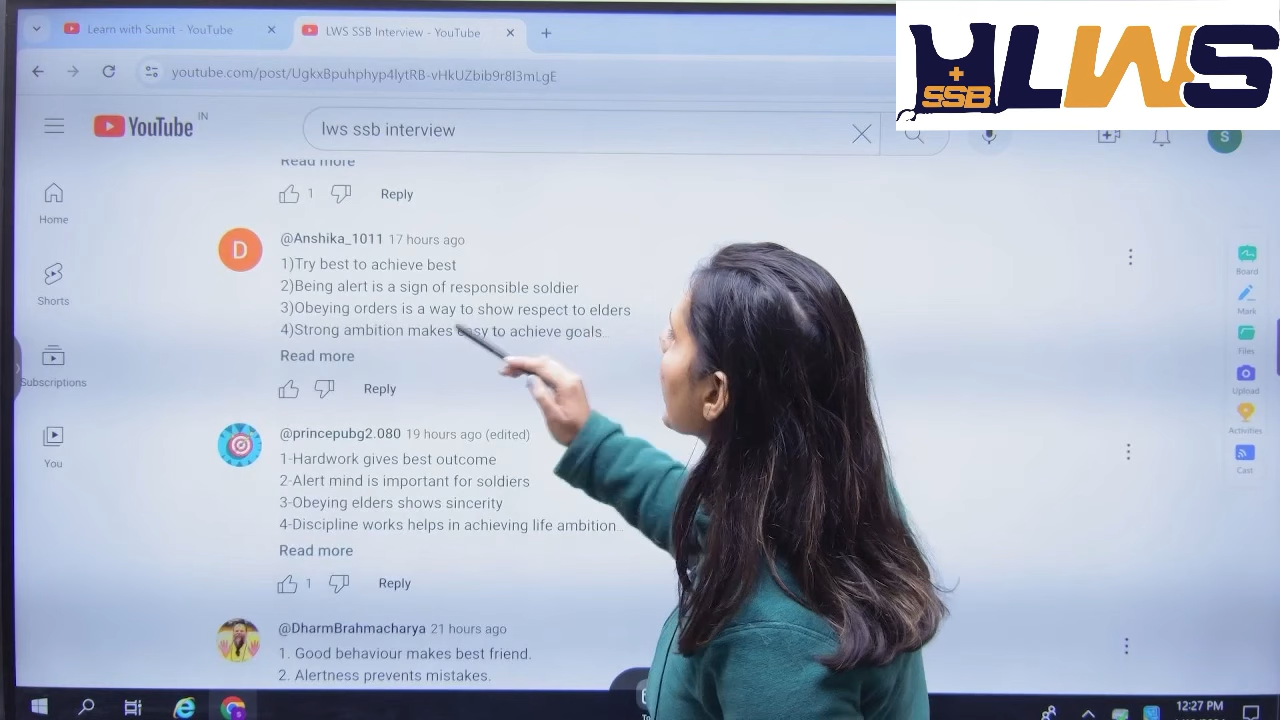 Learn with Sumit - YouTube
LWS SSB Interview - YouTube
youtube.com/post/UgkxBpuhphyp4lytRB-vHkUZbib9r8l3mLgE
SSB LWS
YouTube IN
lws ssb interview
S
Read more
1 Reply
Home
Shorts
Subscriptions
You
D
@Anshika_1011 17 hours ago
1)Try best to achieve best
2)Being alert is a sign of responsible soldier
3)Obeying orders is a way to show respect to elders
4)Strong ambition makes easy to achieve goals...
Read more
Reply
@princepubg2.080 19 hours ago (edited)
1-Hardwork gives best outcome
2-Alert mind is important for soldiers
3-Obeying elders shows sincerity
4-Discipline works helps in achieving life ambition...
Read more
1 Reply
@DharmBrahmacharya 21 hours ago
1. Good behaviour makes best friend.
2. Alertness prevents mistakes.
Board
Mark
Files
Upload
Activities
Cast
12:27 PM